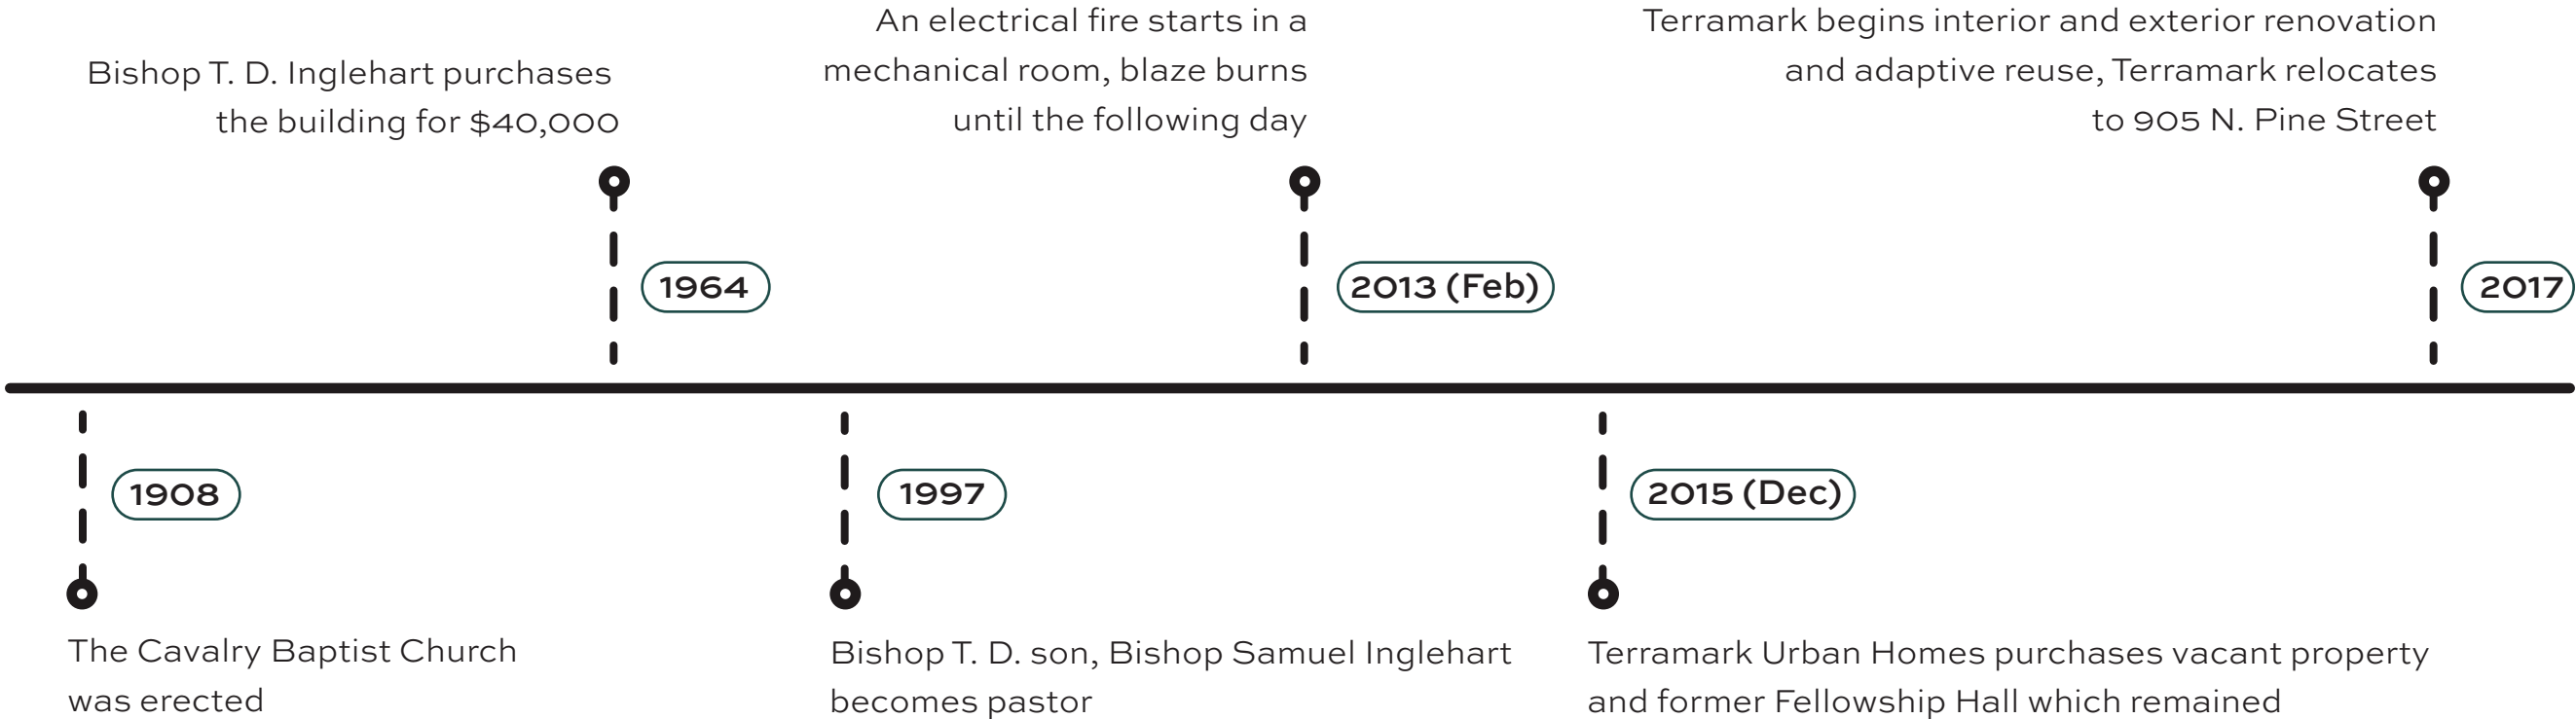 Bishop T. D. Inglehart purchases
the building for $40,000
An electrical fire starts in a
mechanical room, blaze burns
until the following day
Terramark begins interior and exterior renovation
and adaptive reuse, Terramark relocates
to 905 N. Pine Street
1964
2013 (Feb)
2017
1908
1997
2015 (Dec)
The Cavalry Baptist Church
was erected
Bishop T. D. son, Bishop Samuel Inglehart
becomes pastor
Terramark Urban Homes purchases vacant property
and former Fellowship Hall which remained